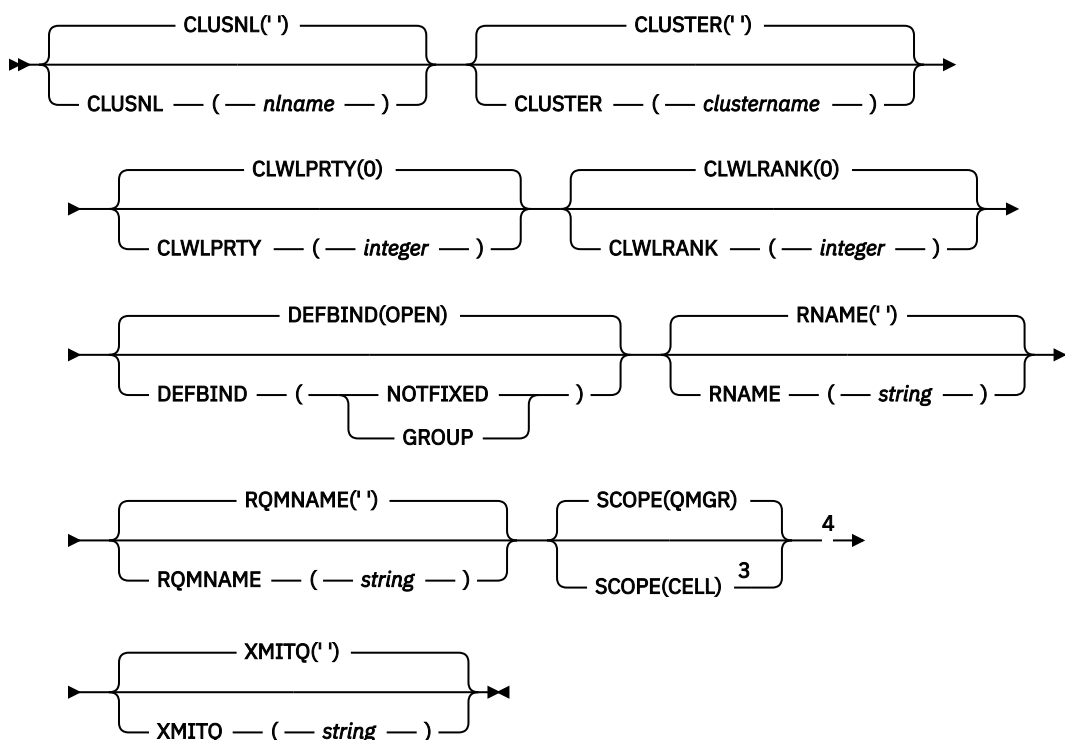 CLUSNL(' ') CLUSTER(' ')
CLUSNL ( nlname ) CLUSTER ( clustername )
CLWLPRTY(0) CLWLRANK(0)
CLWLPRTY ( integer ) CLWLRANK ( integer )
DEFBIND(OPEN) RNAME(' ')
DEFBIND ( NOTFIXED ) RNAME ( string )
GROUP
RQMNAME(' ') SCOPE(QMGR) 4
RQMNAME ( string ) SCOPE(CELL) 3
XMITQ(' ')
XMITQ ( string )